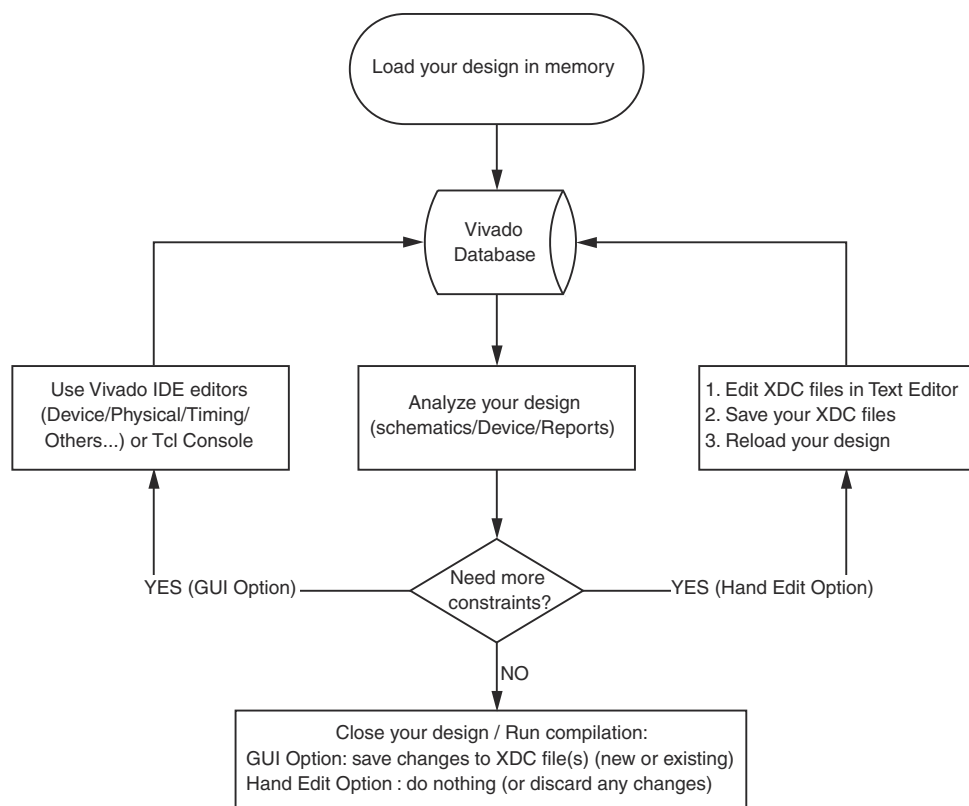 Load your design in memory
Vivado
Database
Use Vivado IDE editors
(Device/Physical/Timing/
Others...) or Tcl Console
Analyze your design
(schematics/Device/Reports)
1. Edit XDC files in Text Editor
2. Save your XDC files
3. Reload your design
YES (GUI Option)
Need more
constraints?
YES (Hand Edit Option)
NO
Close your design / Run compilation:
GUI Option: save changes to XDC file(s) (new or existing)
Hand Edit Option : do nothing (or discard any changes)